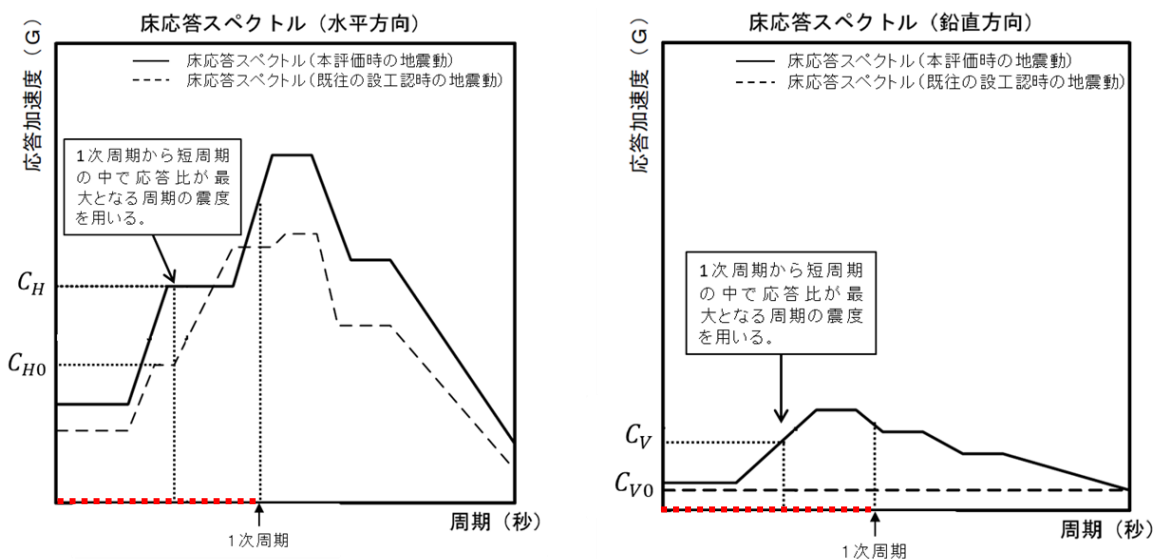 床応答スペクトル（水平方向）
応答加速度（G）
床応答スペクトル（本評価時の地震動）
床応答スペクトル（既往の設工認時の地震動）
1次周期から短周期
の中で応答比が最
大となる周期の震度
を用いる。
C_H
C_{H0}
周期（秒）
1次周期
床応答スペクトル（鉛直方向）
応答加速度（G）
床応答スペクトル（本評価時の地震動）
床応答スペクトル（既往の設工認時の地震動）
1次周期から短周期
の中で応答比が最
大となる周期の震度
を用いる。
C_V
C_{V0}
周期（秒）
1次周期